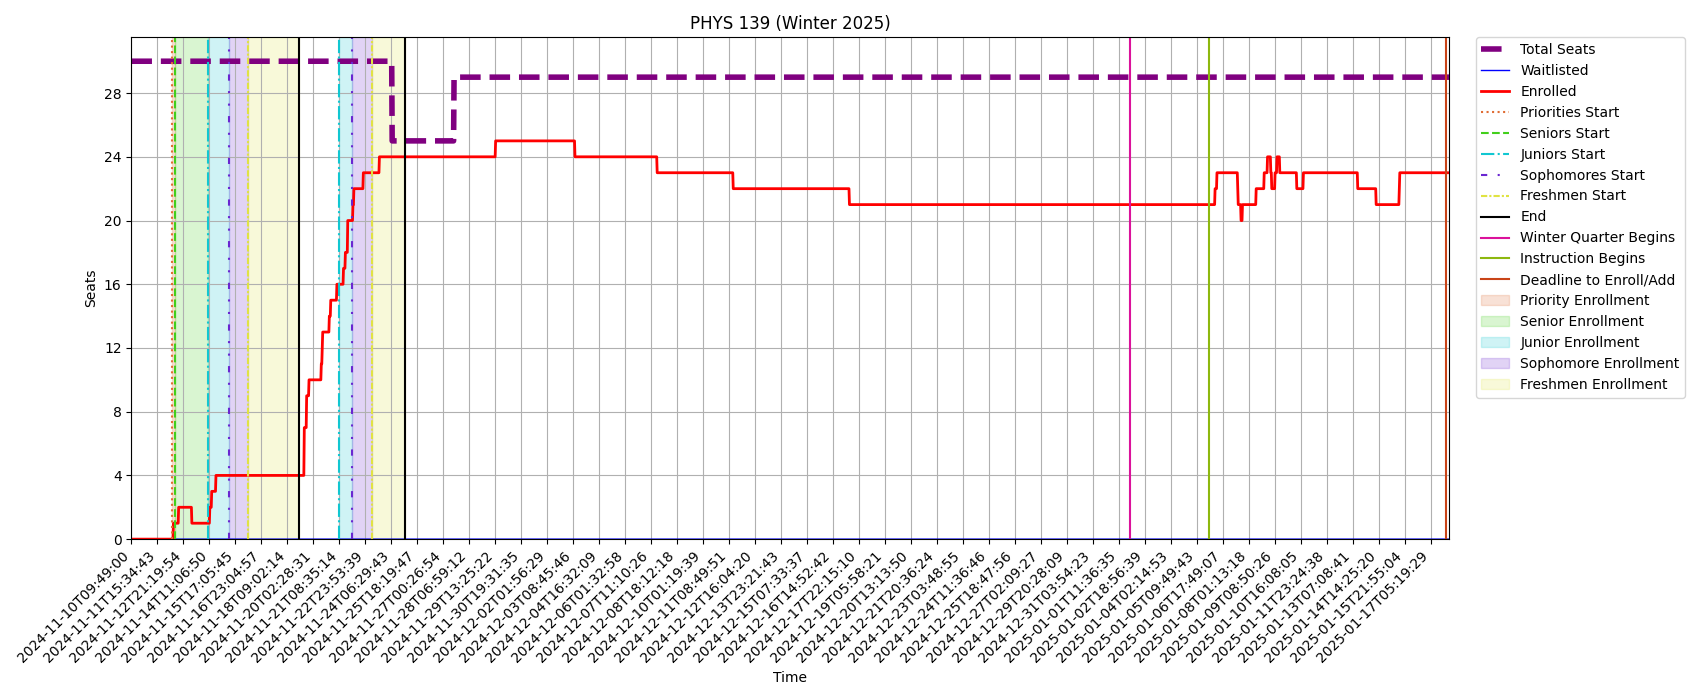 PHYS 139 (Winter 2025)
Total Seats
Waitlisted
Enrolled
Priorities Start
Seniors Start
Juniors Start
Sophomores Start
Freshmen Start
End
Winter Quarter Begins
Instruction Begins
Deadline to Enroll/Add
Priority Enrollment
Senior Enrollment
Junior Enrollment
Sophomore Enrollment
Freshmen Enrollment
Seats
28
24
20
16
12
8
4
0
2024-11-10T09:49:00
2024-11-11T15:34:43
2024-11-12T21:19:54
2024-11-14T11:06:50
2024-11-15T17:05:45
2024-11-16T23:04:57
2024-11-18T09:02:14
2024-11-20T02:28:31
2024-11-21T08:35:14
2024-11-22T23:53:39
2024-11-24T06:29:43
2024-11-25T18:19:47
2024-11-27T00:26:54
2024-11-28T06:59:12
2024-11-29T13:25:22
2024-11-30T19:31:35
2024-12-02T01:56:29
2024-12-03T08:45:46
2024-12-04T16:32:09
2024-12-06T01:32:58
2024-12-07T11:10:26
2024-12-08T18:12:18
2024-12-10T01:19:39
2024-12-11T08:49:51
2024-12-12T16:04:20
2024-12-13T23:21:43
2024-12-15T07:33:37
2024-12-16T14:52:42
2024-12-17T22:15:10
2024-12-19T05:58:21
2024-12-20T13:13:50
2024-12-21T20:36:24
2024-12-23T03:48:55
2024-12-24T11:36:46
2024-12-25T18:47:56
2024-12-27T02:09:27
2024-12-29T20:28:09
2024-12-31T03:54:23
2025-01-01T11:36:35
2025-01-02T18:56:39
2025-01-04T02:14:53
2025-01-05T09:49:43
2025-01-06T17:49:07
2025-01-08T01:13:18
2025-01-09T08:50:26
2025-01-10T16:08:05
2025-01-11T23:24:38
2025-01-13T07:08:41
2025-01-14T14:25:20
2025-01-15T21:55:04
2025-01-17T05:19:29
Time